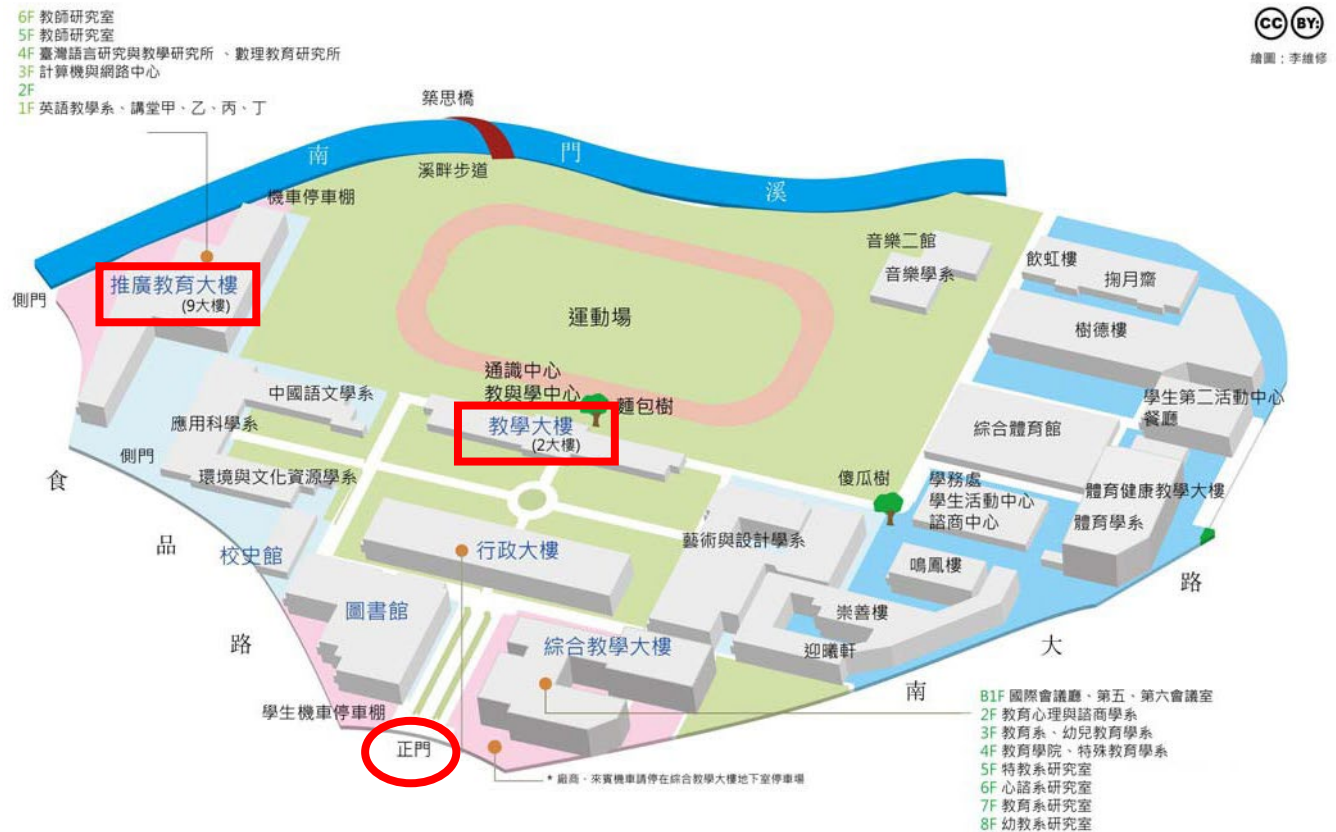 6F 教師研究室
5F 教師研究室
4F 臺灣語言研究與教學研究所 、數理教育研究所
3F 計算機與網路中心
2F
1F 英語教學系、講堂甲、乙、丙、丁
CC BY:
繪圖：李維修
築思橋
南門溪
溪畔步道
機車停車棚
側門
推廣教育大樓
(9大樓)
運動場
音樂二館
音樂學系
飲虹樓
掬月齋
樹德樓
學生第二活動中心
餐廳
綜合體育館
通識中心
教與學中心
麵包樹
教學大樓
(2大樓)
中國語文學系
應用科學系
側門
環境與文化資源學系
傻瓜樹
學務處
學生活動中心
諮商中心
體育健康教學大樓
體育學系
食品路
校史館
行政大樓
藝術與設計學系
鳴鳳樓
圖書館
崇善樓
綜合教學大樓
迎曦軒
南大路
學生機車停車棚
正門
* 廠商、來賓機車請停在綜合教學大樓地下室停車場
B1F 國際會議廳、第五、第六會議室
2F 教育心理與諮商學系
3F 教育系、幼兒教育學系
4F 教育學院、特殊教育學系
5F 特教系研究室
6F 心諮系研究室
7F 教育系研究室
8F 幼教系研究室